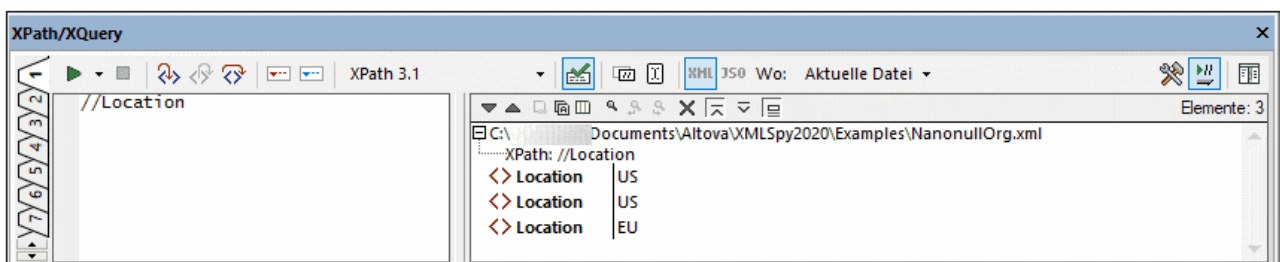 XPath/XQuery
XPath 3.1
XML JSO Wo: Aktuelle Datei
1
2
3
4
5
6
7
//Location
Elemente: 3
C:\ Documents\Altova\XMLSpy2020\Examples\NanonullOrg.xml
XPath: //Location
<> Location US
<> Location US
<> Location EU